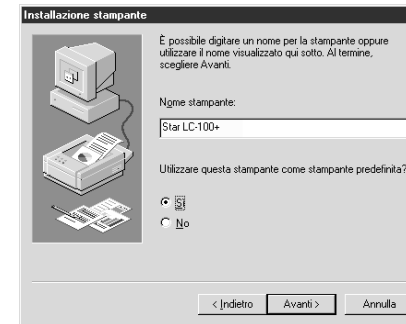 Installazione stampante
È possibile digitare un nome per la stampante oppure
utilizzare il nome visualizzato qui sotto. Al termine,
scegliere Avanti.
Nome stampante:
Star LC-100+
Utilizzare questa stampante come stampante predefinita?
Sì
No
< Indietro
Avanti >
Annulla